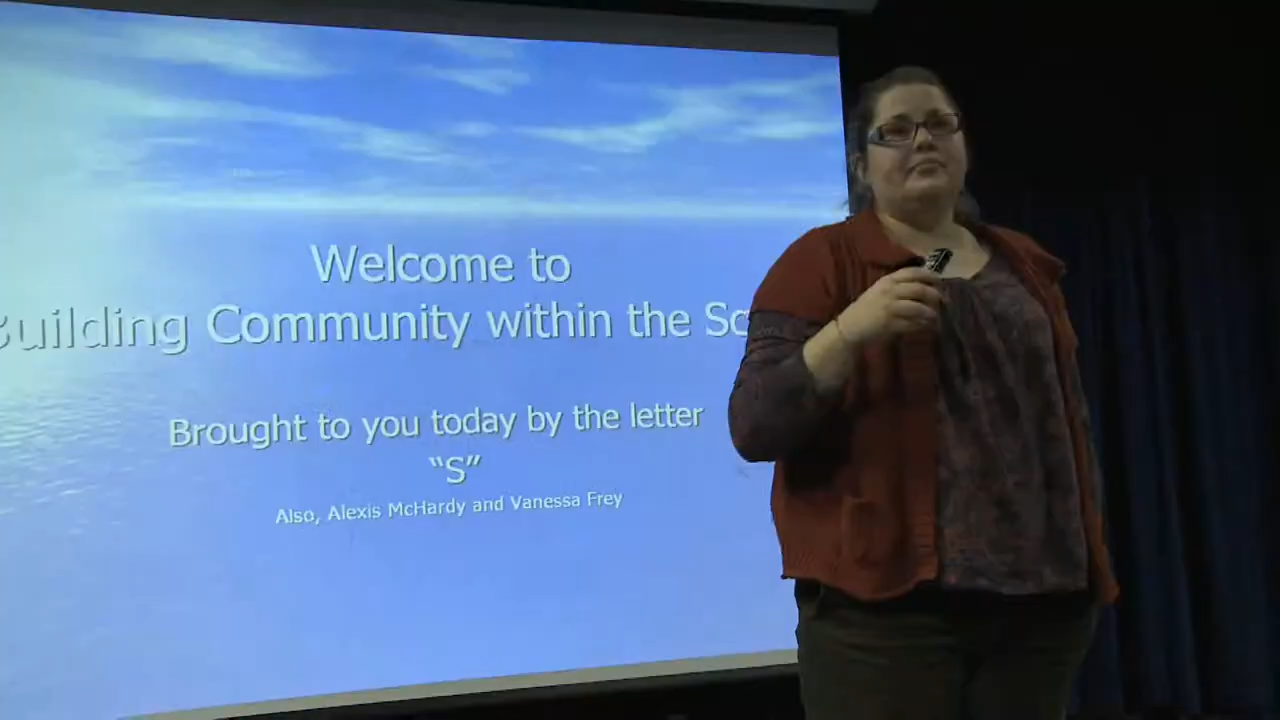 Welcome to
Building Community within the Sc
Brought to you today by the letter
“S”
Also, Alexis McHardy and Vanessa Frey